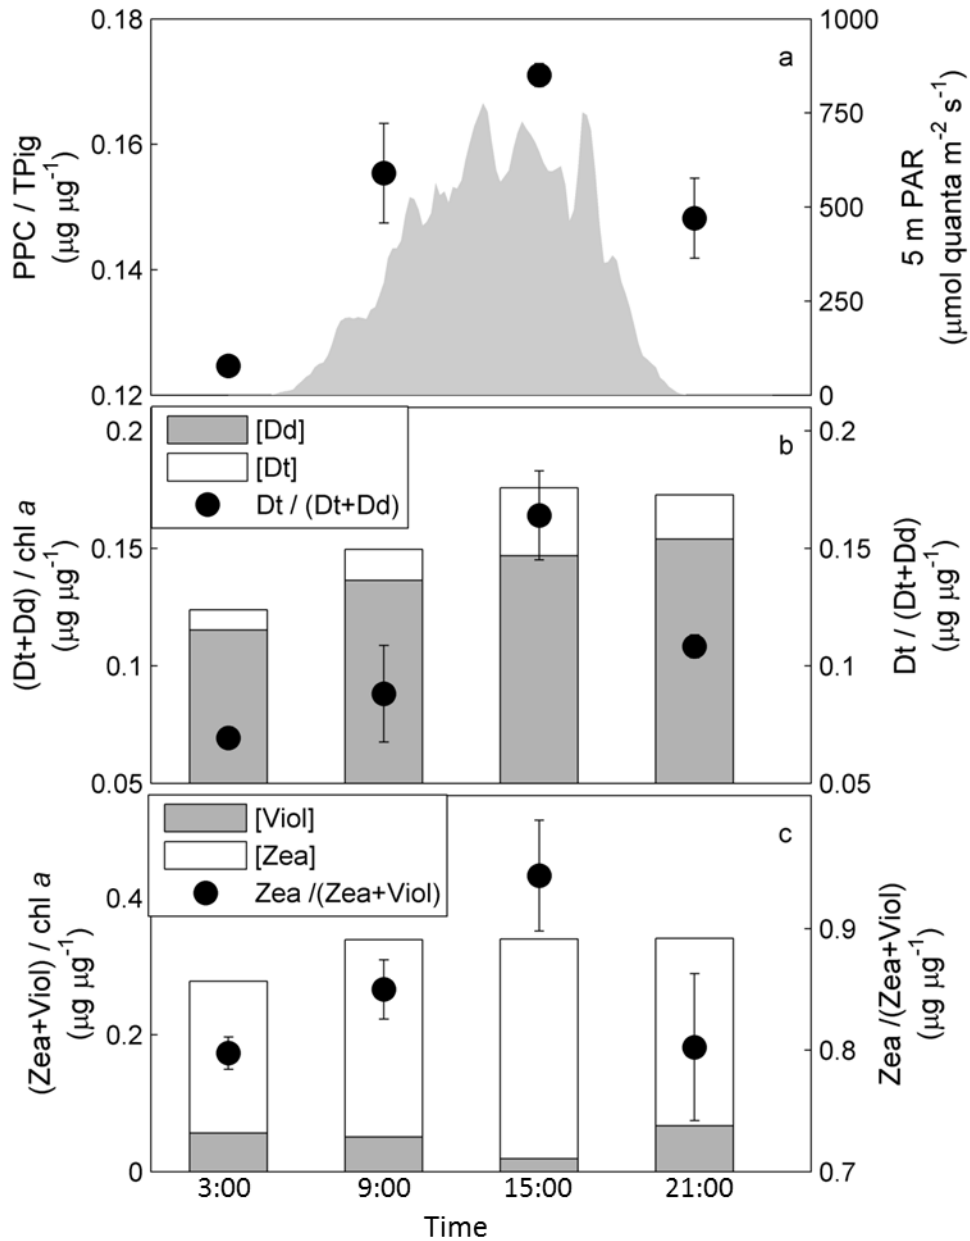 0.18
0.16
0.14
0.12
PPC / TPig
(μg μg⁻¹)
a
1000
750
500
250
0
5 m PAR
(μmol quanta m⁻² s⁻¹)
[Dd]
[Dt]
Dt / (Dt+Dd)
b
0.2
0.15
0.1
0.05
(Dt+Dd) / chl a
(μg μg⁻¹)
0.2
0.15
0.1
0.05
Dt / (Dt+Dd)
(μg μg⁻¹)
[Viol]
[Zea]
Zea /(Zea+Viol)
c
0.4
0.2
0
(Zea+Viol) / chl a
(μg μg⁻¹)
0.9
0.8
0.7
Zea /(Zea+Viol)
(μg μg⁻¹)
3:00 9:00 15:00 21:00
Time